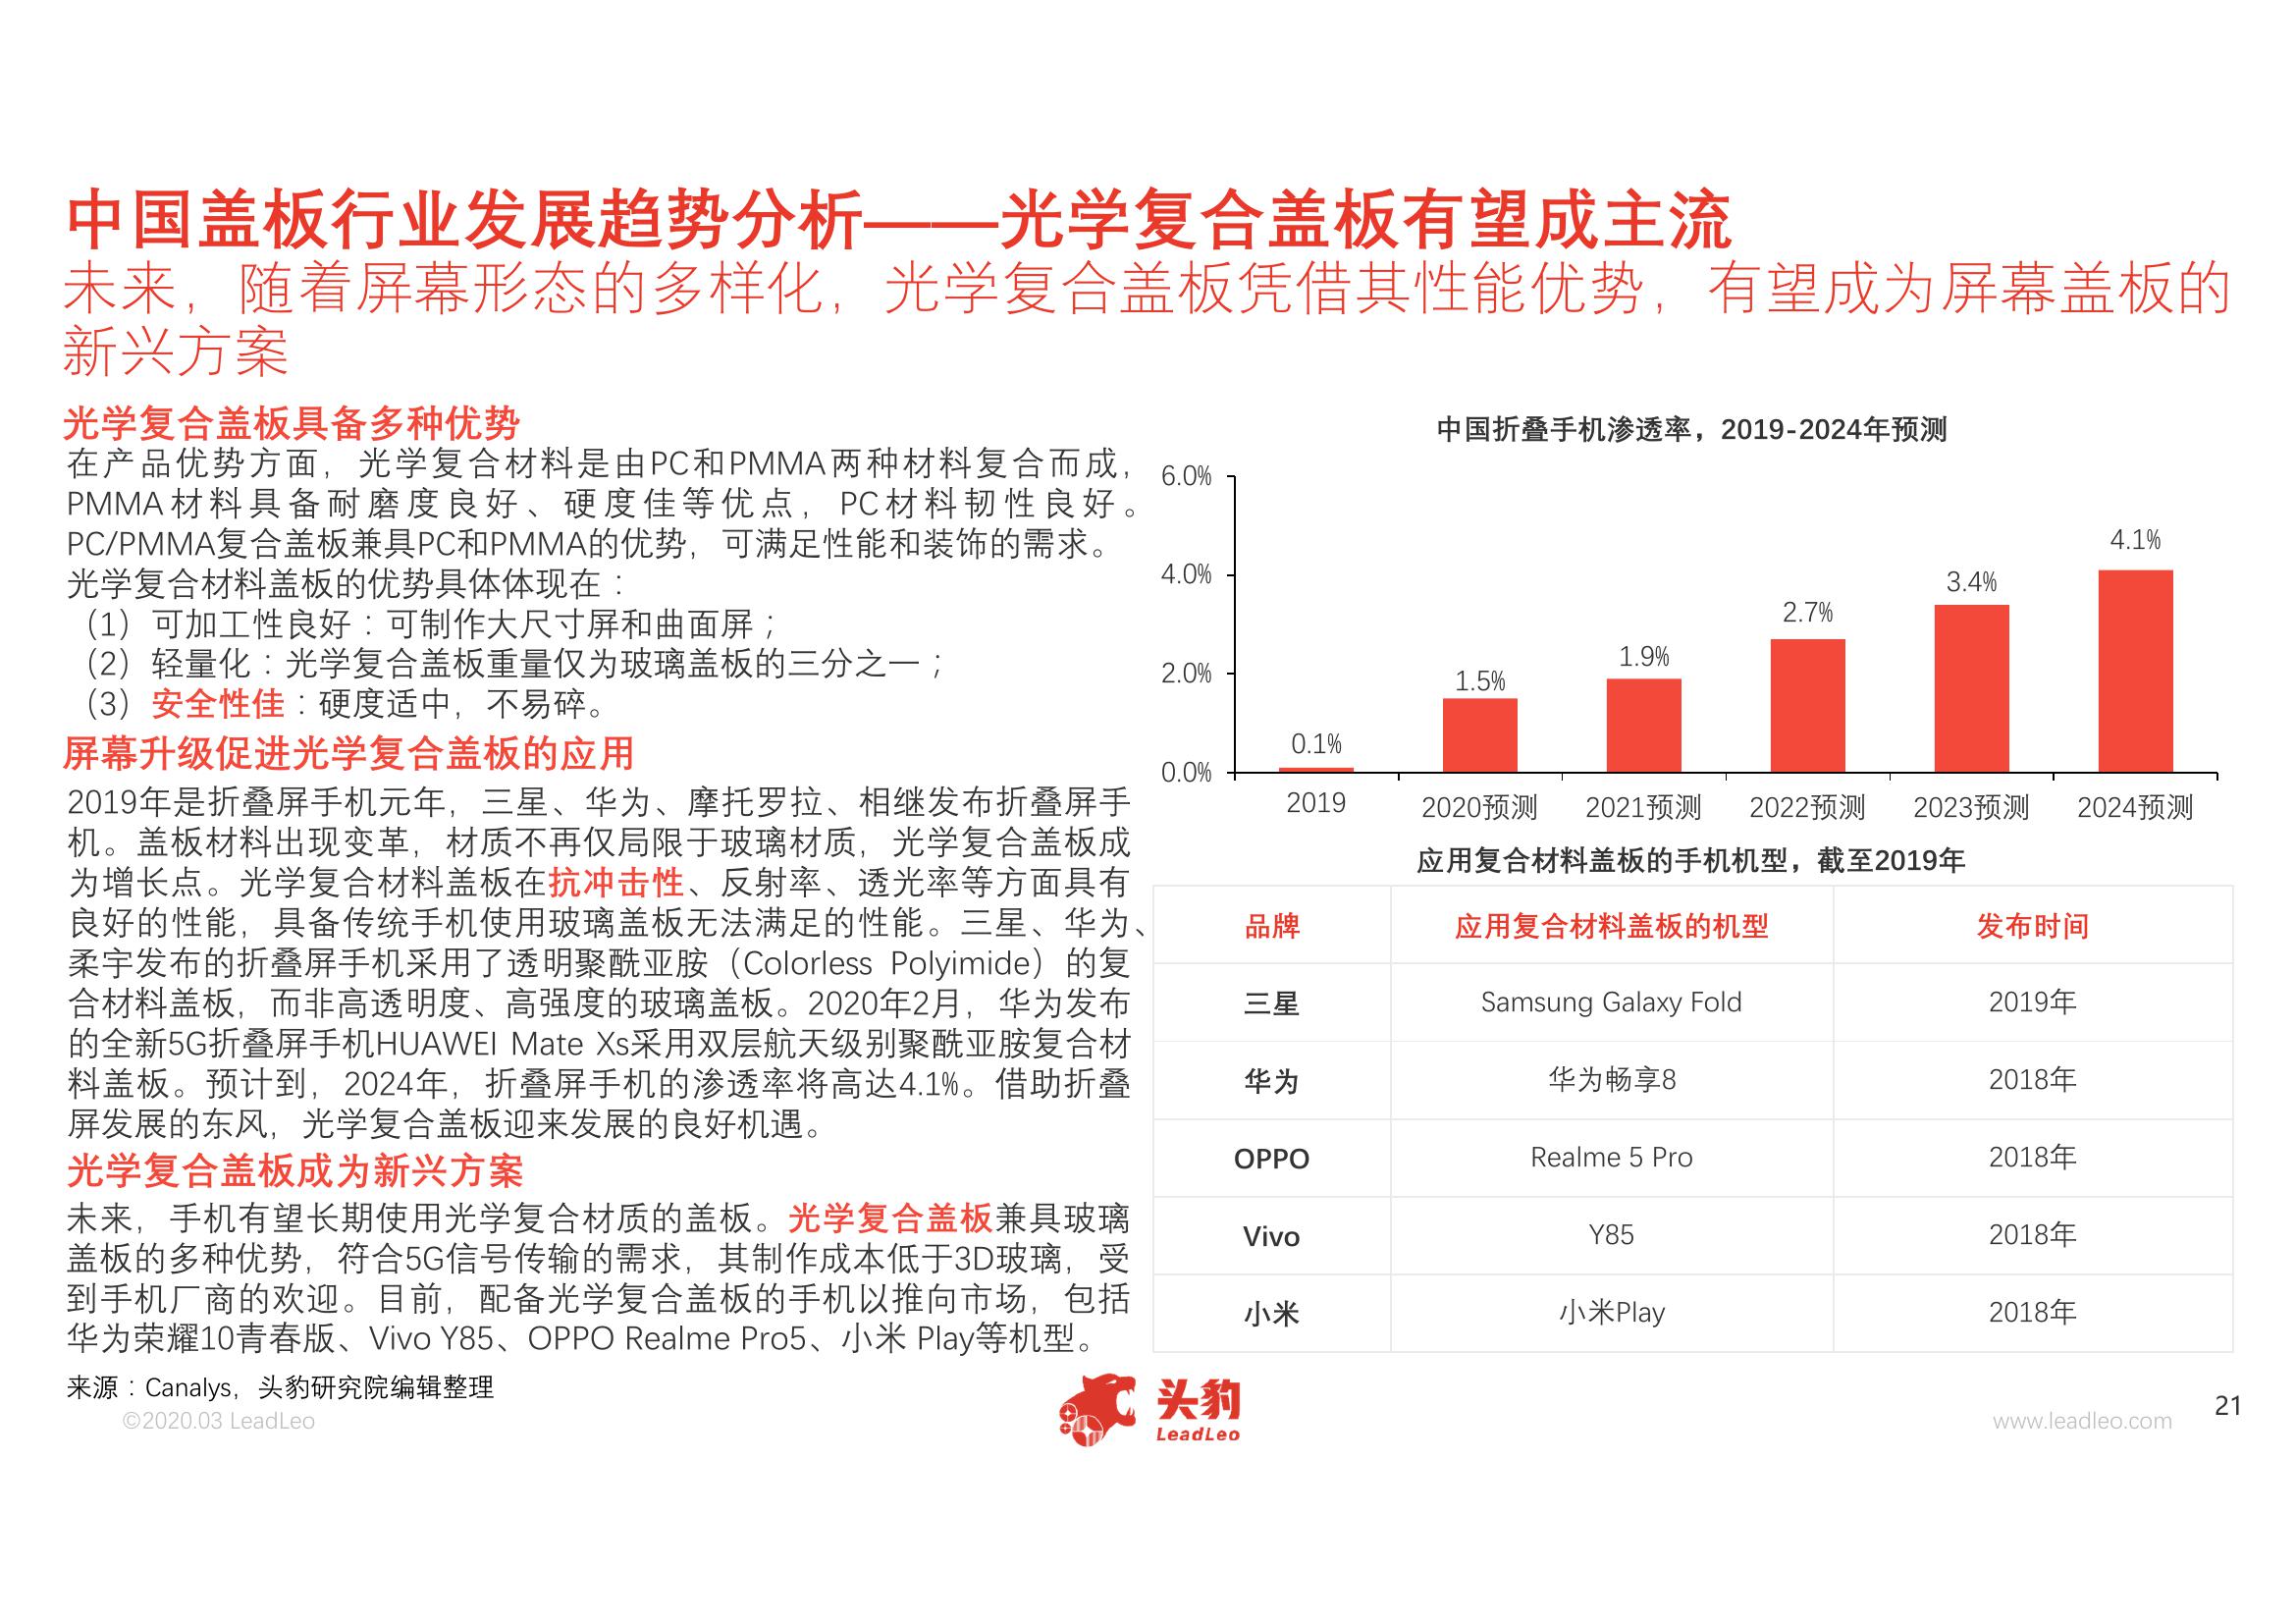 中国盖板行业发展趋势分析——光学复合盖板有望成主流
未来，随着屏幕形态的多样化，光学复合盖板凭借其性能优势，有望成为屏幕盖板的
新兴方案
光学复合盖板具备多种优势
在产品优势方面，光学复合材料是由PC和PMMA两种材料复合而成，
PMMA材料具备耐磨度良好、硬度佳等优点，PC材料韧性良好。
PC/PMMA复合盖板兼具PC和PMMA的优势，可满足性能和装饰的需求。
光学复合材料盖板的优势具体体现在：
（1）可加工性良好：可制作大尺寸屏和曲面屏；
（2）轻量化：光学复合盖板重量仅为玻璃盖板的三分之一；
（3）安全性佳：硬度适中，不易碎。
屏幕升级促进光学复合盖板的应用
2019年是折叠屏手机元年，三星、华为、摩托罗拉、相继发布折叠屏手
机。盖板材料出现变革，材质不再仅局限于玻璃材质，光学复合盖板成
为增长点。光学复合材料盖板在抗冲击性、反射率、透光率等方面具有
良好的性能，具备传统手机使用玻璃盖板无法满足的性能。三星、华为、
柔宇发布的折叠屏手机采用了透明聚酰亚胺（Colorless Polyimide）的复
合材料盖板，而非高透明度、高强度的玻璃盖板。2020年2月，华为发布
的全新5G折叠屏手机HUAWEI Mate Xs采用双层航天级别聚酰亚胺复合材
料盖板。预计到，2024年，折叠屏手机的渗透率将高达4.1%。借助折叠
屏发展的东风，光学复合盖板迎来发展的良好机遇。
光学复合盖板成为新兴方案
未来，手机有望长期使用光学复合材质的盖板。光学复合盖板兼具玻璃
盖板的多种优势，符合5G信号传输的需求，其制作成本低于3D玻璃，受
到手机厂商的欢迎。目前，配备光学复合盖板的手机以推向市场，包括
华为荣耀10青春版、Vivo Y85、OPPO Realme Pro5、小米 Play等机型。
中国折叠手机渗透率，2019-2024年预测
6.0%
4.0%
2.0%
0.0%
0.1%
1.5%
1.9%
2.7%
3.4%
4.1%
2019 2020预测 2021预测 2022预测 2023预测 2024预测
应用复合材料盖板的手机机型，截至2019年
品牌 应用复合材料盖板的机型 发布时间
三星 Samsung Galaxy Fold 2019年
华为 华为畅享8 2018年
OPPO Realme 5 Pro 2018年
Vivo Y85 2018年
小米 小米Play 2018年
来源：Canalys，头豹研究院编辑整理
©2020.03 LeadLeo
头豹
LeadLeo
www.leadleo.com
21